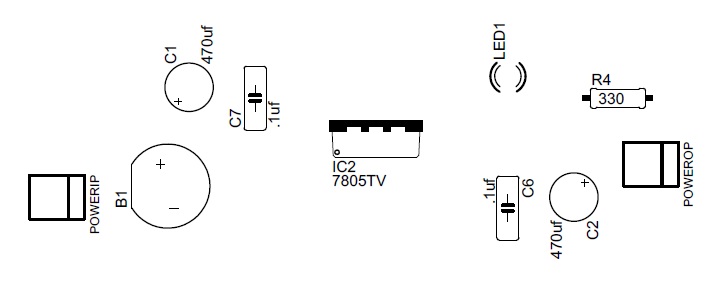 C1
470uf
C7
.1uf
LED1
R4
330
IC2
7805TV
POWERIP
B1
.1uf
C6
470uf
C2
POWEROP